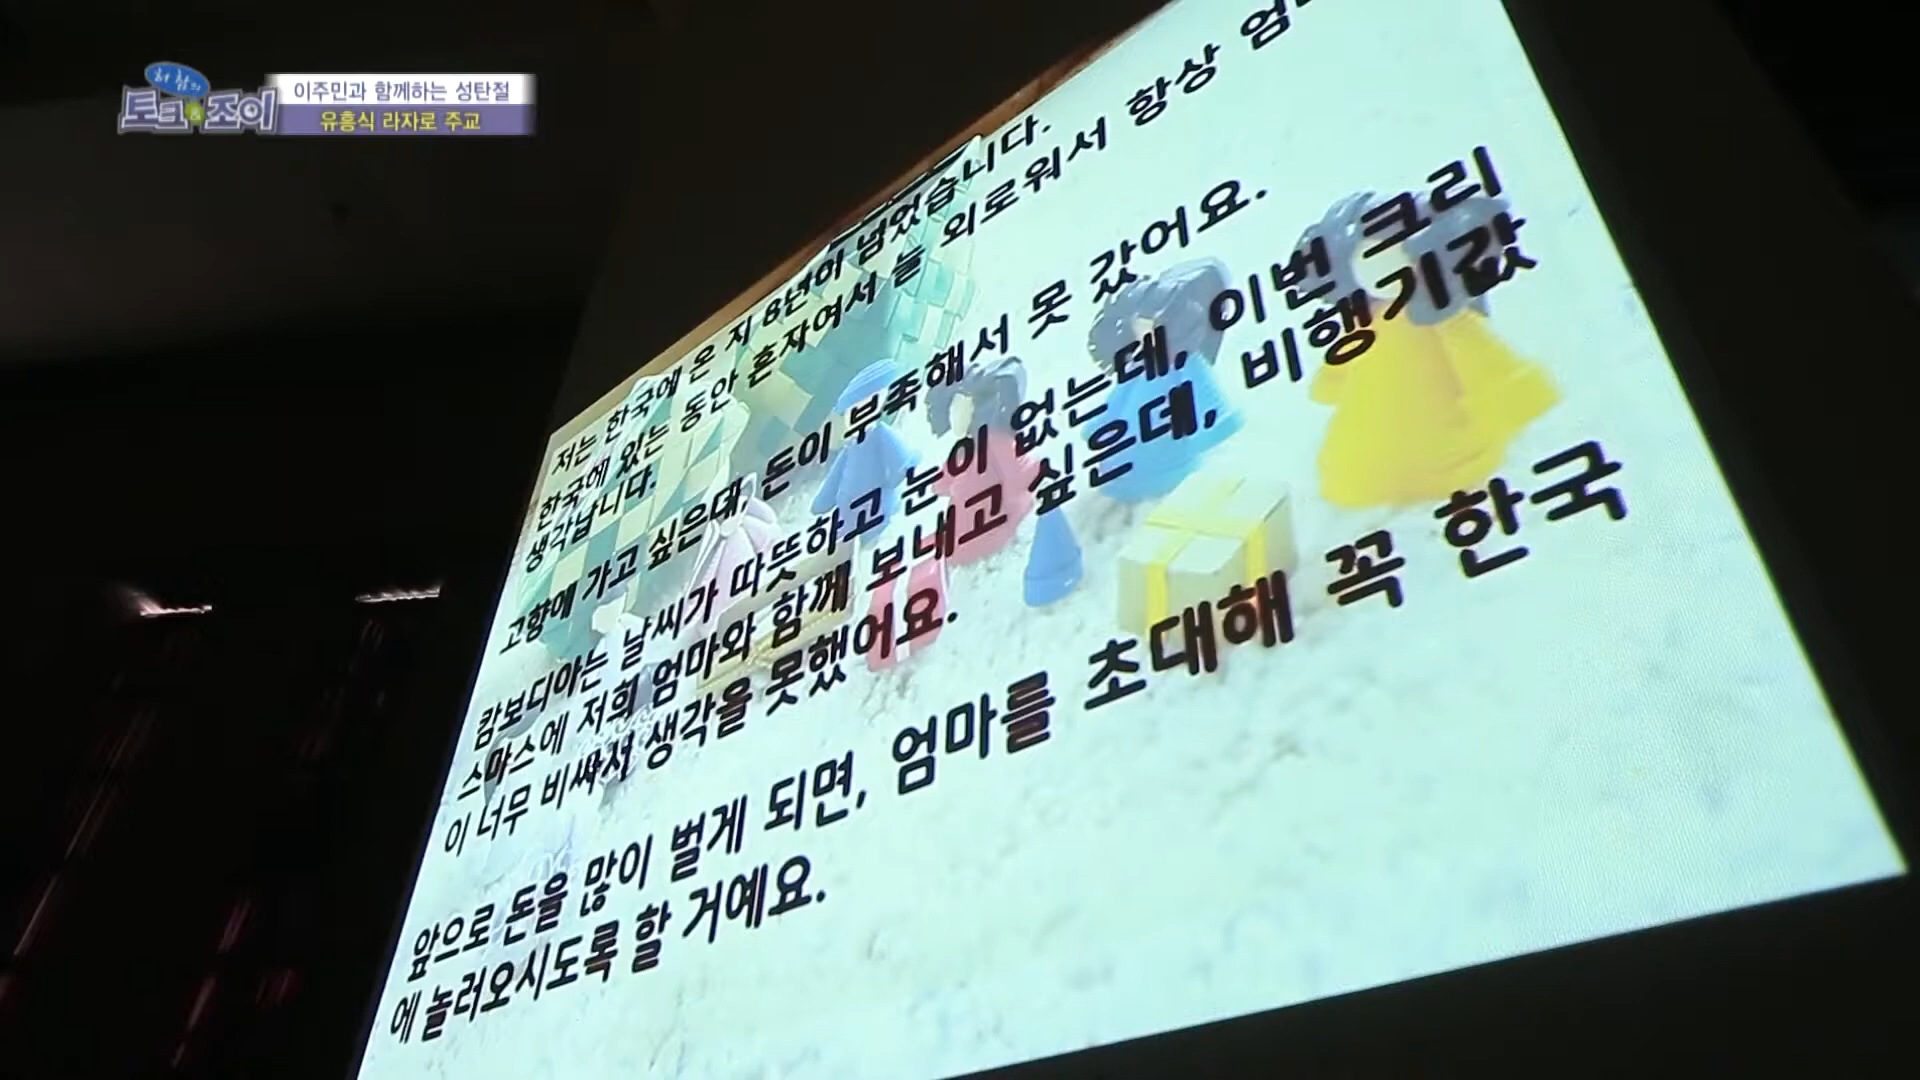 허참의
토크&조이
이주민과 함께하는 성탄절
유흥식 라자로 주교
저는 한국에 온 지 8년이 넘었습니다.
한국에 있는 동안 혼자여서 늘 외로워서 항상
생각납니다.
고향에 가고 싶은데, 돈이 부족해서 못 갔어요.
캄보디아는 날씨가 따뜻하고 눈이 없는데, 이번 크리
스마스에 저희 엄마와 함께 보내고 싶은데, 비행기값
이 너무 비싸서 생각을 못했어요.
앞으로 돈을 많이 벌게 되면, 엄마를 초대해 꼭 한국
에 놀러오시도록 할 거예요.